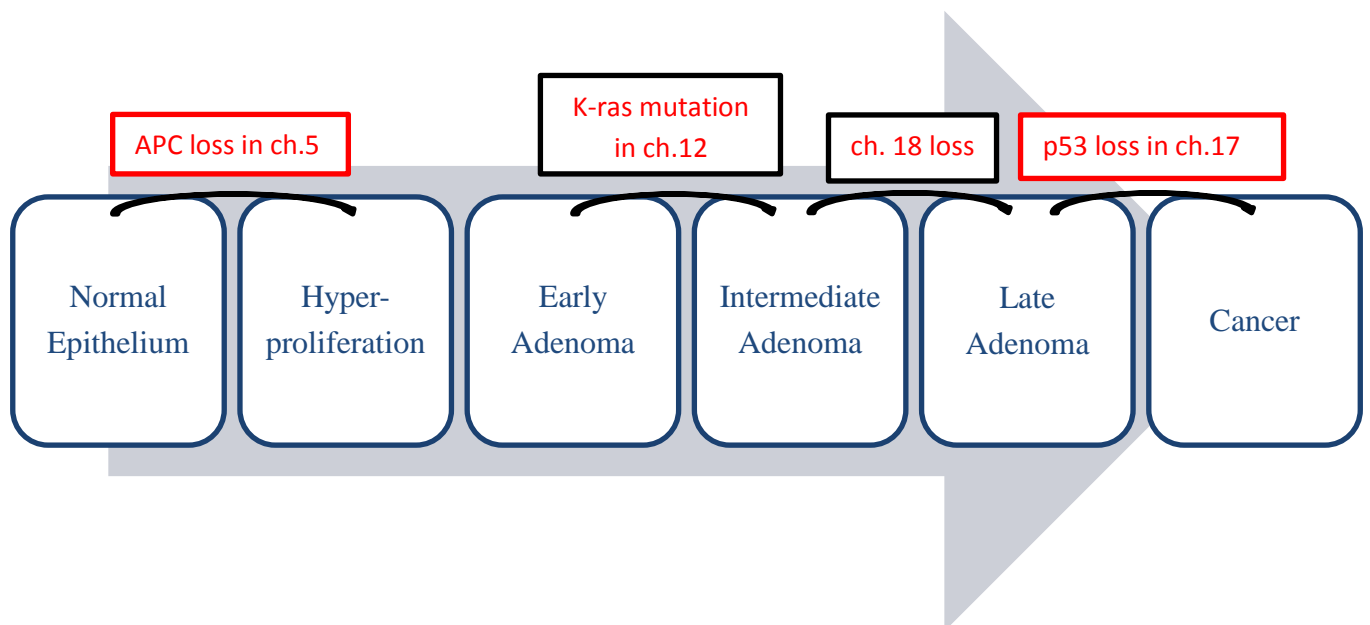 APC loss in ch.5
K-ras mutation
in ch.12
ch. 18 loss
p53 loss in ch.17
Normal
Epithelium
Hyper-
proliferation
Early
Adenoma
Intermediate
Adenoma
Late
Adenoma
Cancer